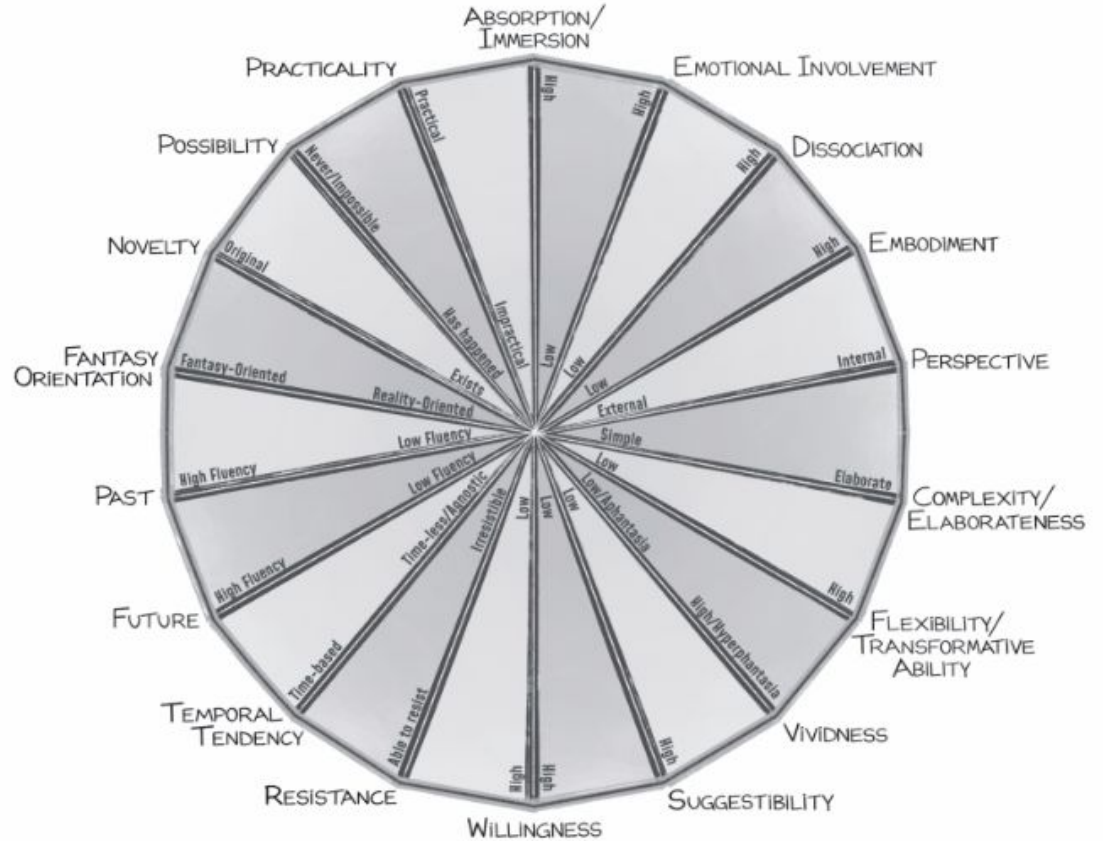 ABSORPTION/
IMMERSION
High
Low
EMOTIONAL INVOLVEMENT
High
Low
DISSOCIATION
High
Low
EMBODIMENT
High
Low
PERSPECTIVE
Internal
External
COMPLEXITY/
ELABORATENESS
Elaborate
Simple
FLEXIBILITY/
TRANSFORMATIVE
ABILITY
High
Low
VIVIDNESS
High/Hyperphantasia
Low/Aphantasia
SUGGESTIBILITY
High
Low
WILLINGNESS
High
High
Low
Low
RESISTANCE
Able to resist
Irresistible
TEMPORAL
TENDENCY
Time-based
Time-less/Agnostic
FUTURE
High Fluency
Low Fluency
PAST
High Fluency
Low Fluency
FANTASY
ORIENTATION
Fantasy-Oriented
Reality-Oriented
NOVELTY
Original
Exists
POSSIBILITY
Never/Impossible
Has happened
PRACTICALITY
Practical
Impractical